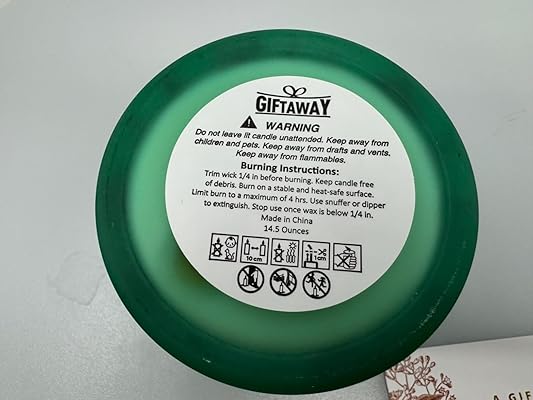 GIFTAWAY
WARNING
Do not leave lit candle unattended. Keep away from
children and pets. Keep away from drafts and vents.
Keep away from flammables.
Burning Instructions:
Trim wick 1/4 in before burning. Keep candle free
of debris. Burn on a stable and heat-safe surface.
Limit burn to a maximum of 4 hrs. Use snuffer or dipper
to extinguish. Stop use once wax is below 1/4 in.
Made in China
14.5 Ounces
10 cm
1cm
A GIF